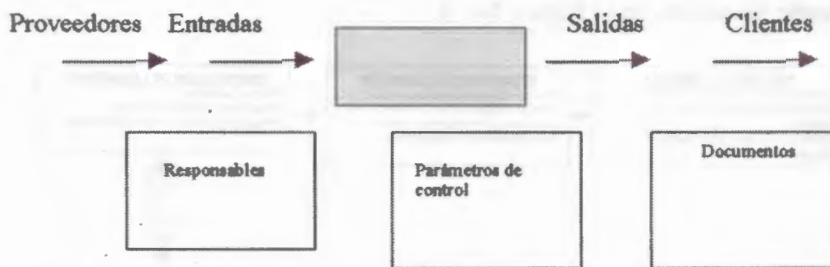 Proveedores Entradas Salidas Clientes
Responsables
Parámetros de
control
Documentos